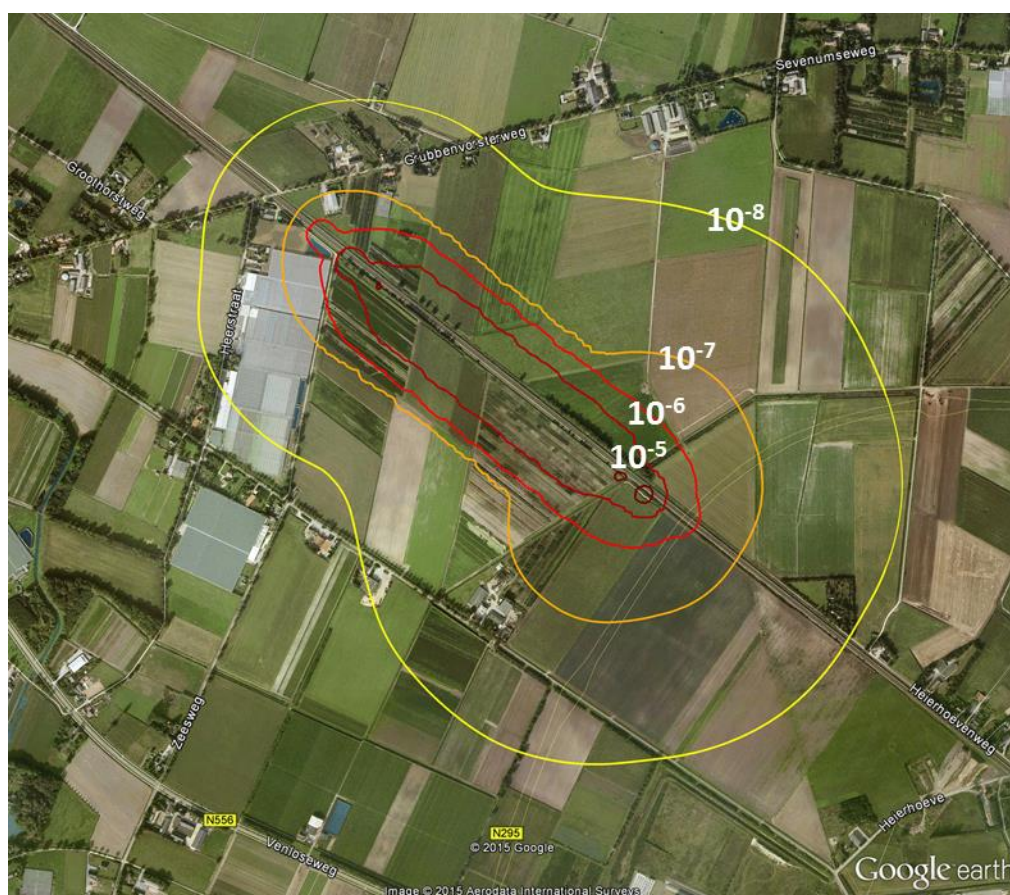 Sevenumseweg
Grubbenvorsterweg
Groothorstweg
10-8
Heerstraat
10-7
10-6
10-5
Zeesweg
Heierhoevenweg
Heierhoeve
N556
Venloseweg
N295
© 2015 Google
Google earth
Image © 2015 Aerodata International Surveys